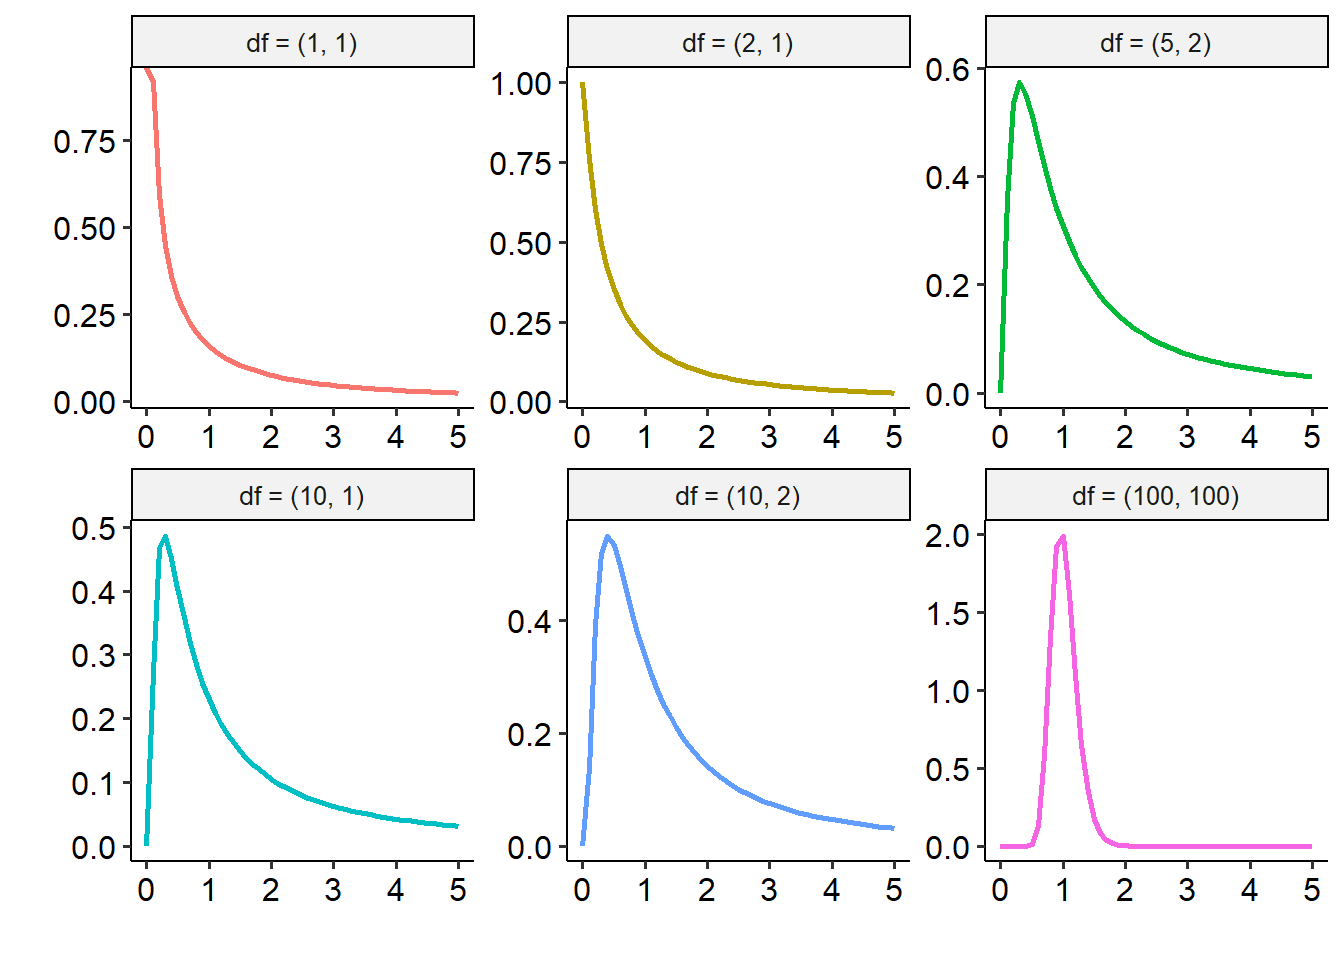 df = (1, 1)
df = (2, 1)
df = (5, 2)
0.75
0.50
0.25
0.00
0 1 2 3 4 5
1.00
0.75
0.50
0.25
0.00
0 1 2 3 4 5
0.6
0.4
0.2
0.0
0 1 2 3 4 5
df = (10, 1)
df = (10, 2)
df = (100, 100)
0.5
0.4
0.3
0.2
0.1
0.0
0 1 2 3 4 5
0.4
0.2
0.0
0 1 2 3 4 5
2.0
1.5
1.0
0.5
0.0
0 1 2 3 4 5